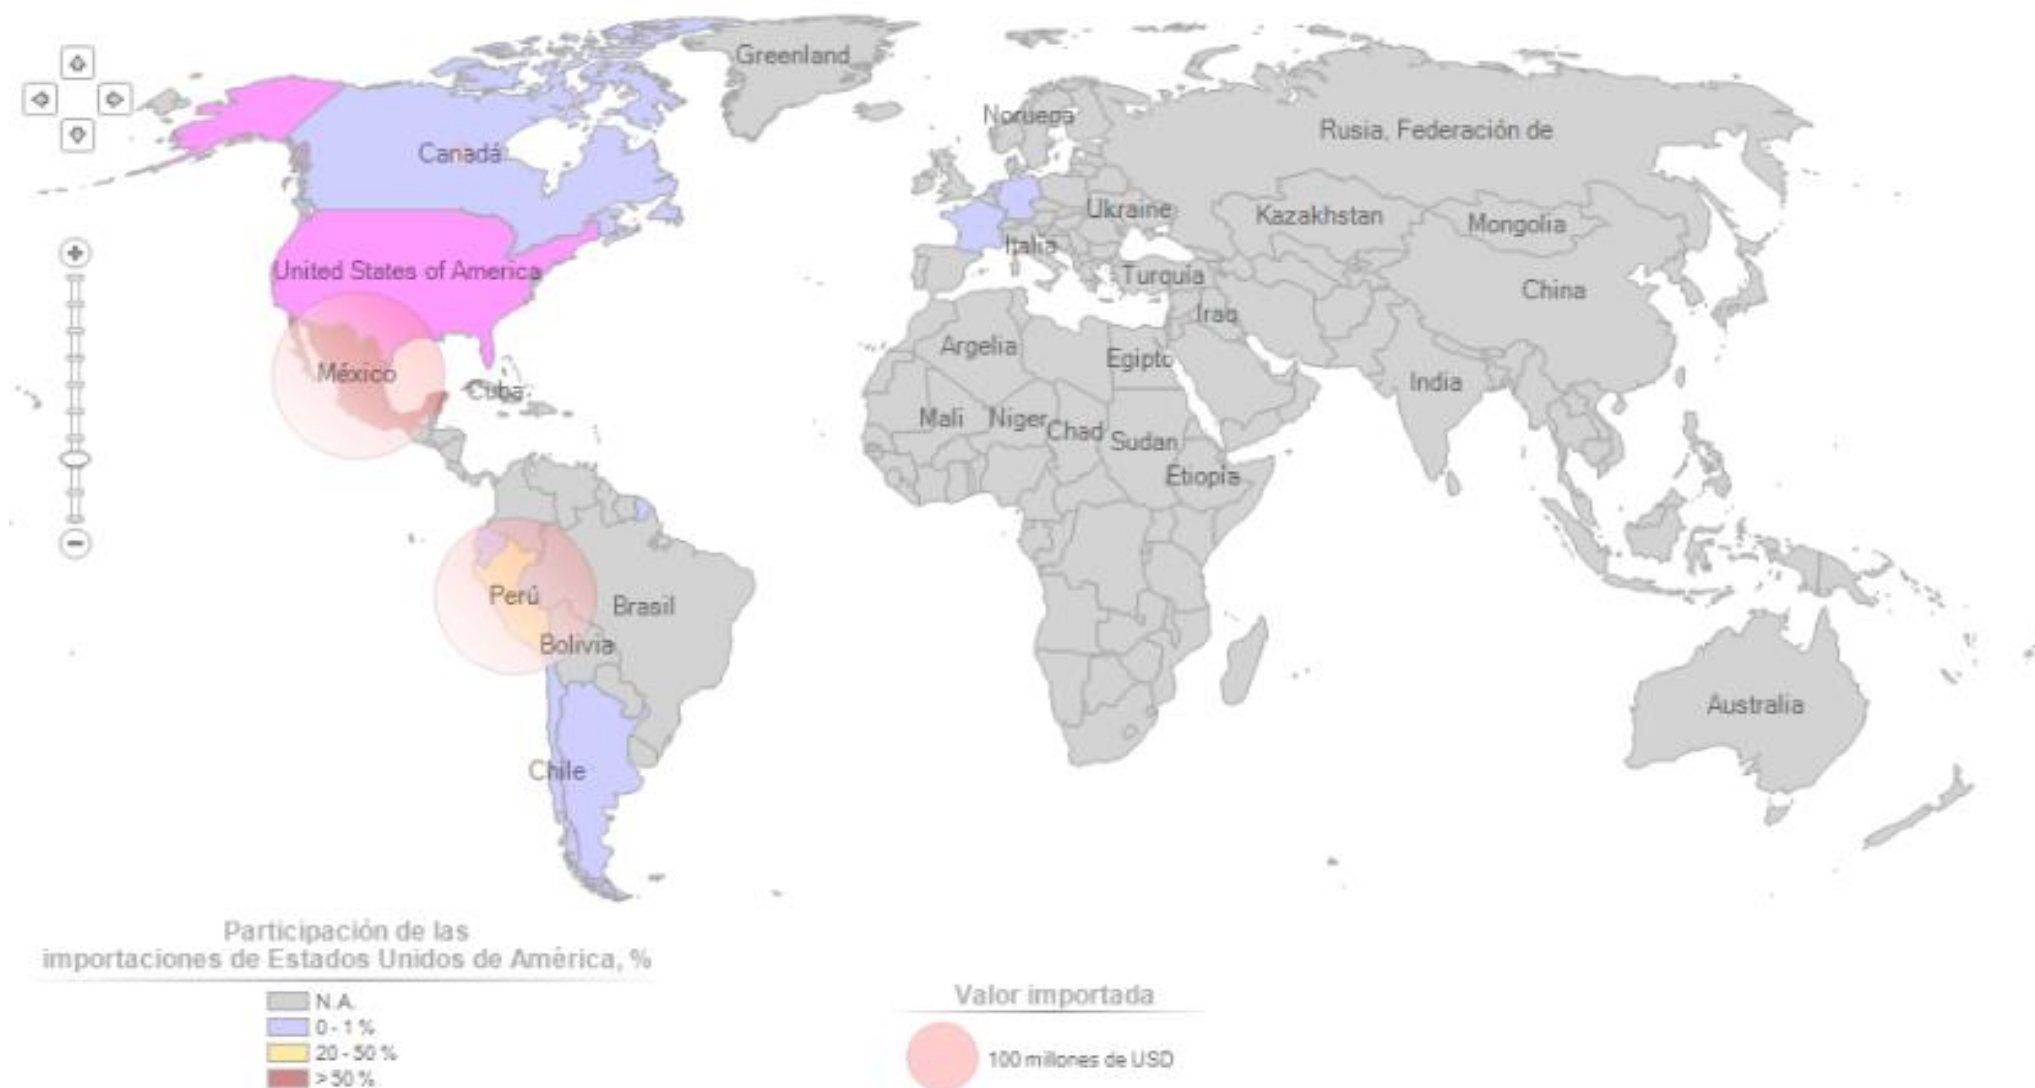 Greenland
Noruega
Rusia, Federación de
Canadá
Ukraine
Kazakhstan
Mongolia
Italia
United States of America
Turquía
China
Iraq
Argelia
Egipto
México
Cuba
India
Mali
Niger
Chad
Sudan
Etiopía
Perú
Brasil
Bolivia
Australia
Chile
Participación de las
importaciones de Estados Unidos de América, %
N.A.
0 - 1 %
20 - 50 %
> 50 %
Valor importada
100 millones de USD